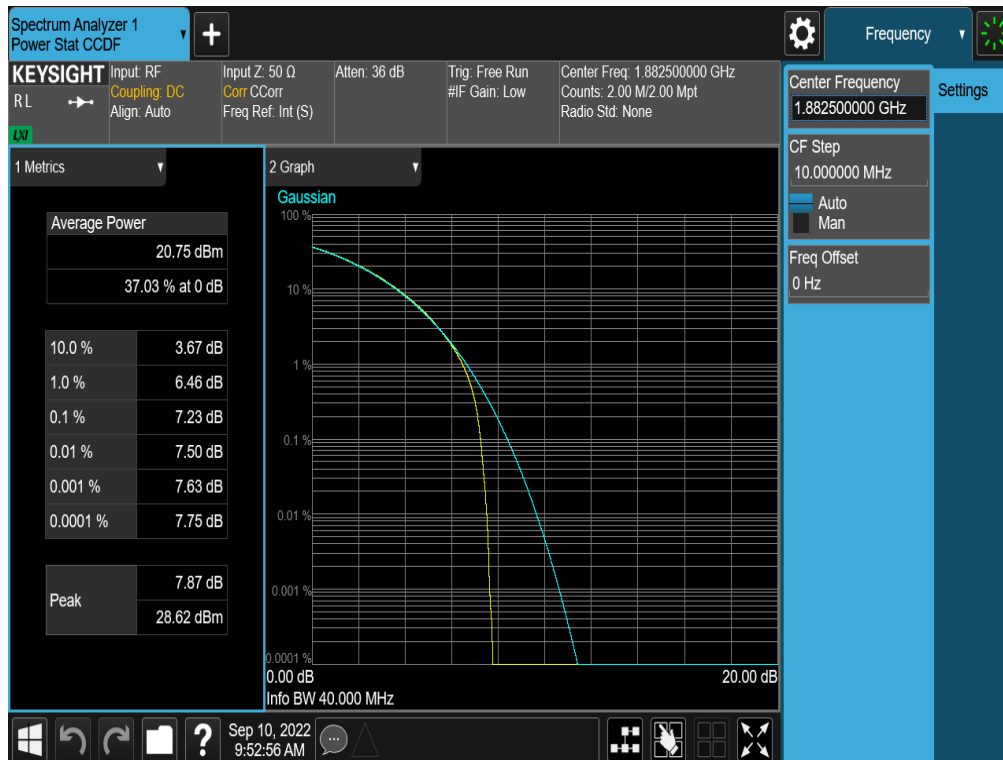 Spectrum Analyzer 1
Power Stat CCDF
+
Frequency
KEYSIGHT
RL
LXI
Input: RF
Coupling: DC
Align: Auto
Input Z: 50 Ω
Corr CCorr
Freq Ref: Int (S)
Atten: 36 dB
Trig: Free Run
#IF Gain: Low
Center Freq: 1.882500000 GHz
Counts: 2.00 M/2.00 Mpt
Radio Std: None
Center Frequency
1.882500000 GHz
Settings
CF Step
10.000000 MHz
Auto
Man
Freq Offset
0 Hz
1 Metrics
Average Power
20.75 dBm
37.03 % at 0 dB
10.0 % 3.67 dB
1.0 % 6.46 dB
0.1 % 7.23 dB
0.01 % 7.50 dB
0.001 % 7.63 dB
0.0001 % 7.75 dB
Peak
7.87 dB
28.62 dBm
2 Graph
Gaussian
100 %
10 %
1 %
0.1 %
0.01 %
0.001 %
0.0001 %
0.00 dB 20.00 dB
Info BW 40.000 MHz
?
Sep 10, 2022
9:52:56 AM